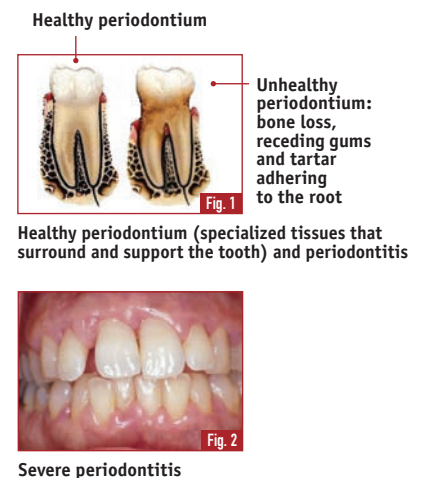 Healthy periodontium
Unhealthy
periodontium:
bone loss,
receding gums
and tartar
adhering
to the root
Fig. 1
Healthy periodontium (specialized tissues that
surround and support the tooth) and periodontitis
Fig. 2
Severe periodontitis